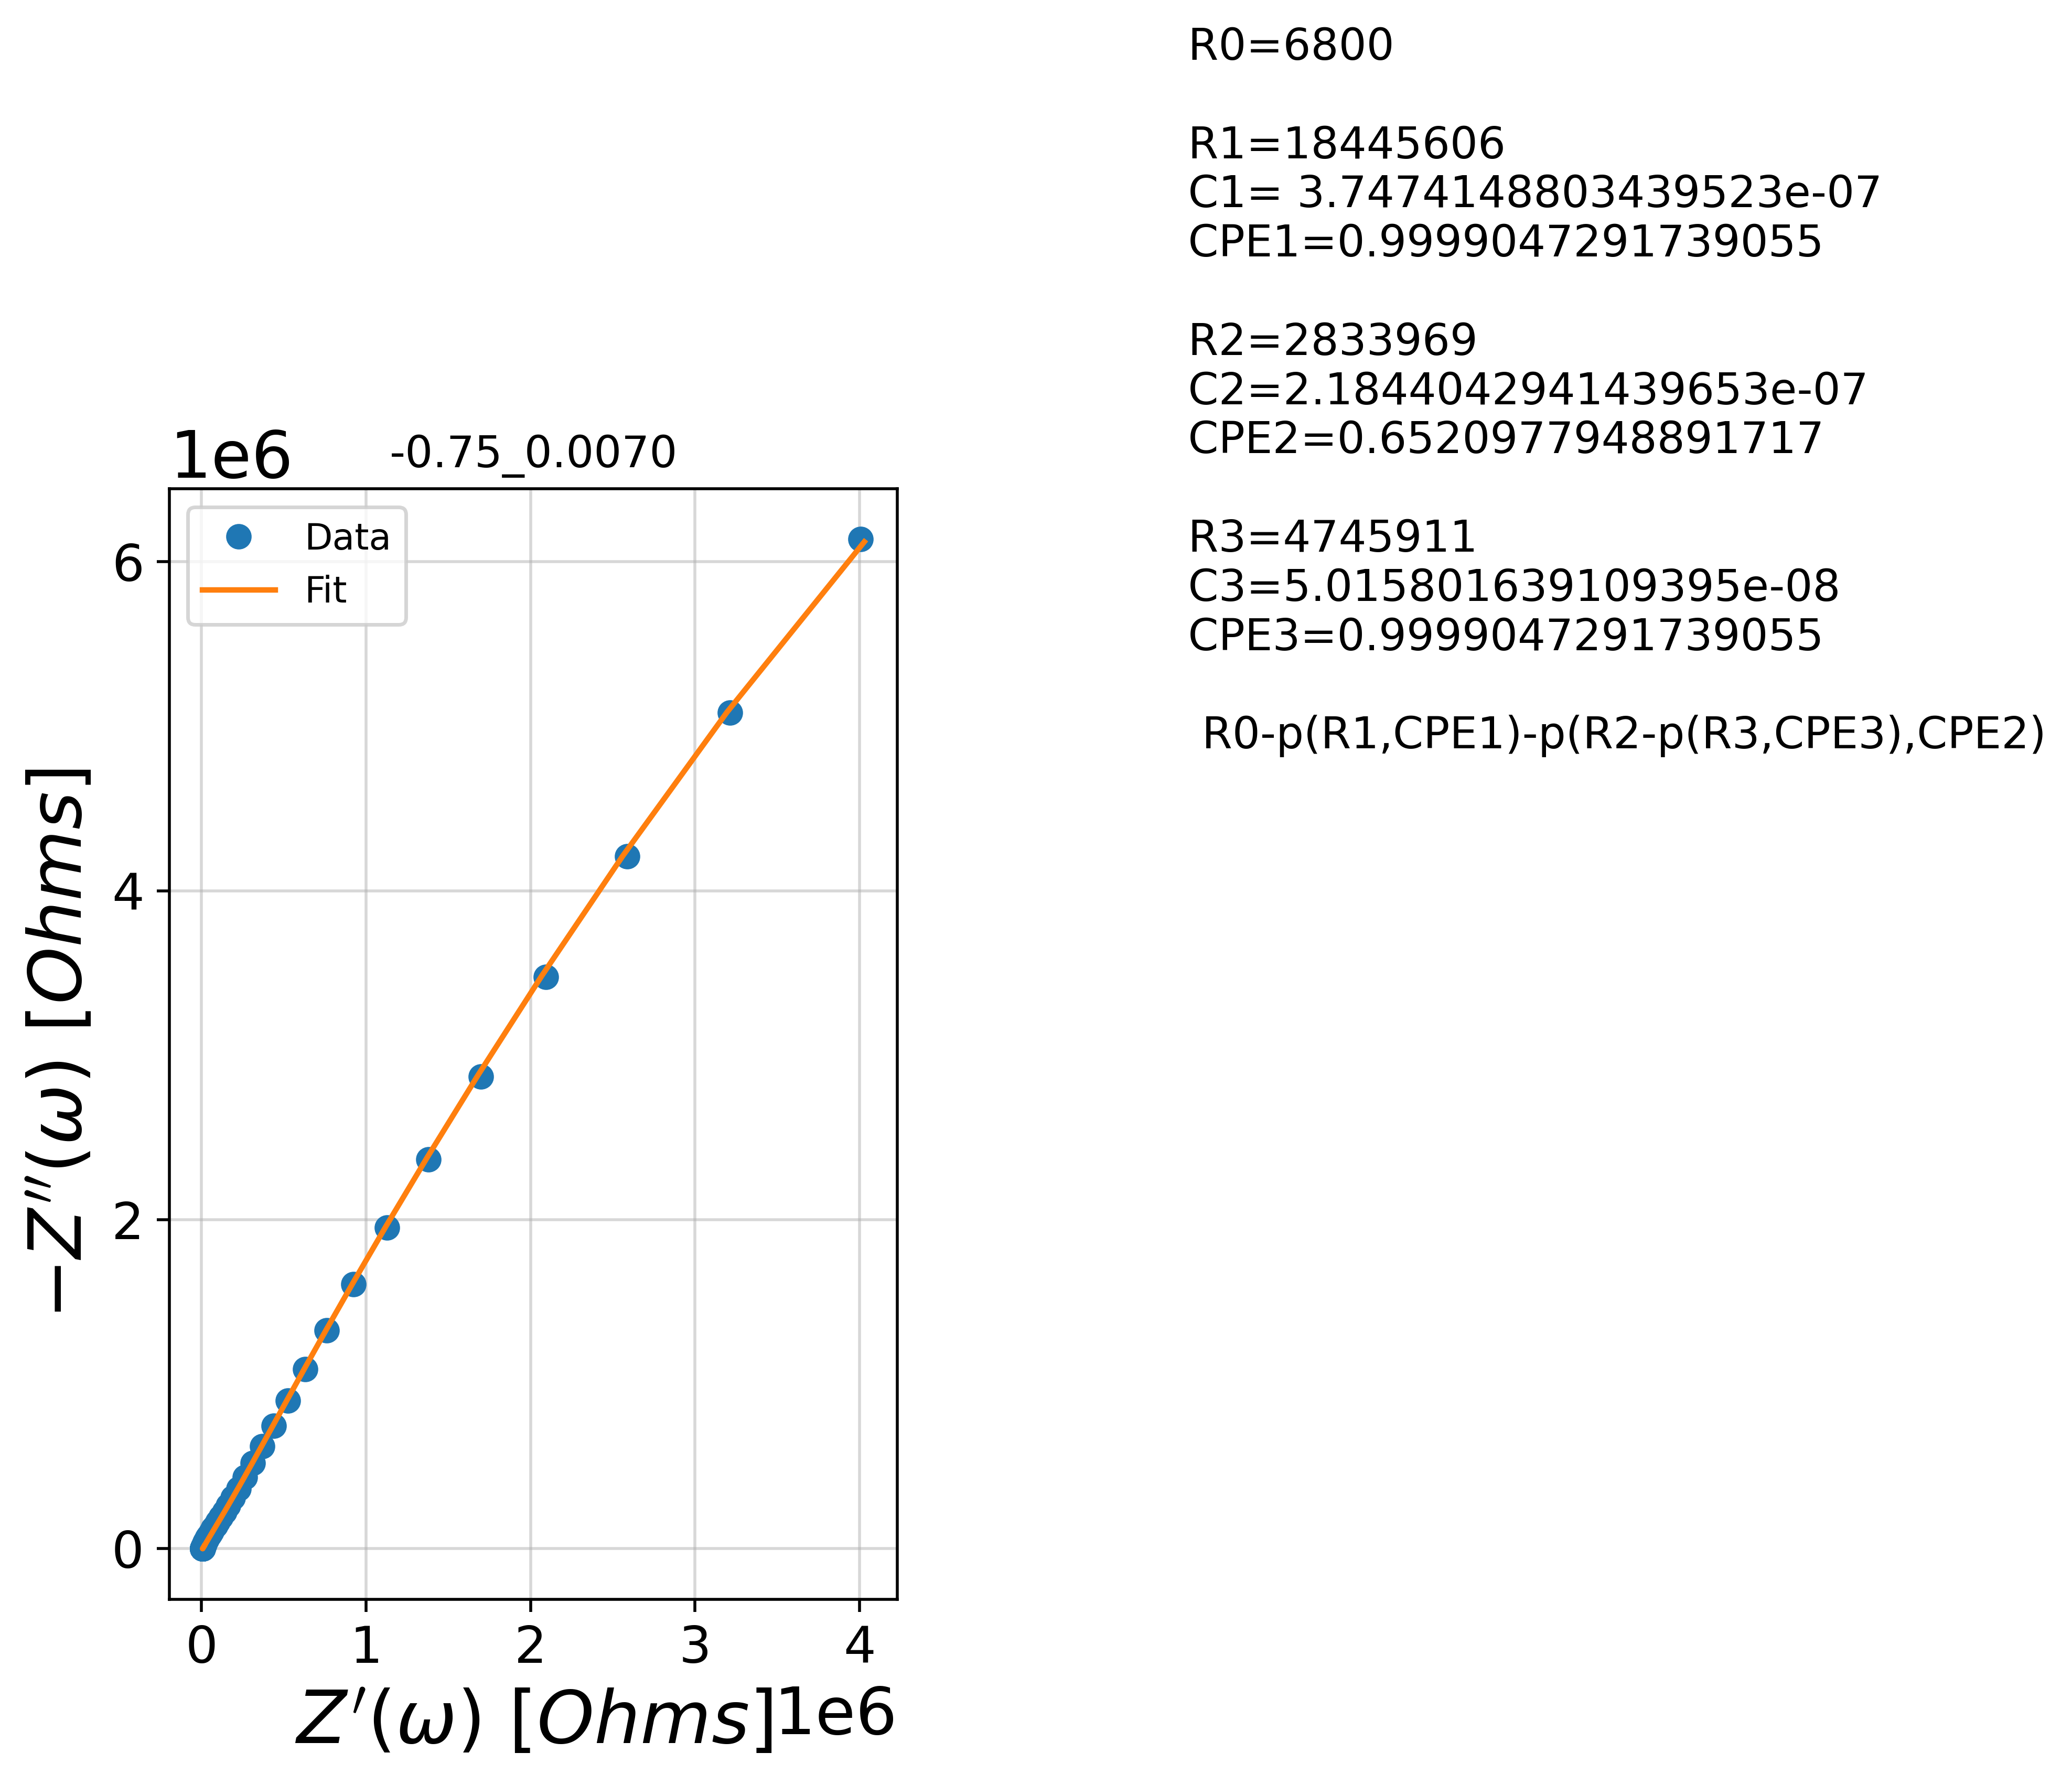 R0=6800
R1=18445606
C1= 3.7474148803439523e-07
CPE1=0.9999047291739055
R2=2833969
C2=2.1844042941439653e-07
CPE2=0.6520977948891717
R3=4745911
C3=5.015801639109395e-08
CPE3=0.9999047291739055
R0-p(R1,CPE1)-p(R2-p(R3,CPE3),CPE2)
1e6
-0.75_0.0070
Data
Fit
6
4
2
0
−Z′′(ω) [Ohms]
0 1 2 3 4
Z′(ω) [Ohms]
1e6